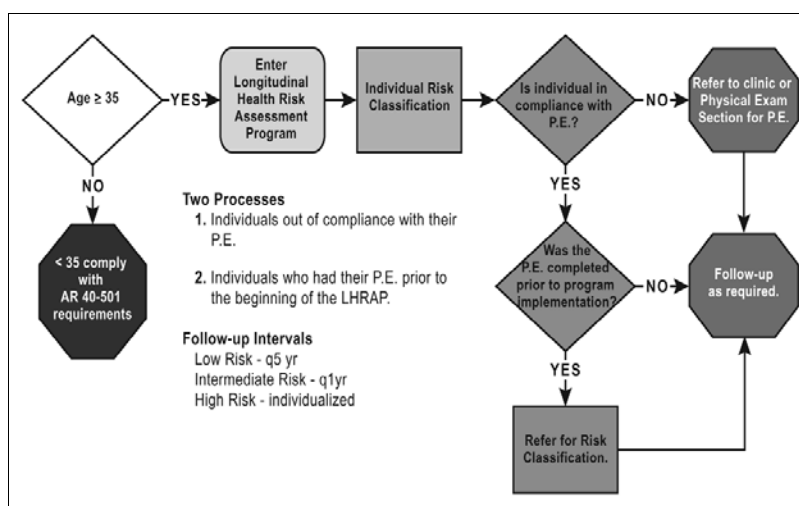 Age ≥ 35
YES
Enter
Longitudinal
Health Risk
Assessment
Program
Individual Risk
Classification
Is individual in
compliance with
P.E.?
NO
Refer to clinic or
Physical Exam
Section for P.E.
NO
YES
< 35 comply
with
AR 40-501
requirements
Two Processes
1. Individuals out of compliance with their
P.E.
2. Individuals who had their P.E. prior to
the beginning of the LHRAP.
Follow-up Intervals
Low Risk - q5 yr
Intermediate Risk - q1yr
High Risk - individualized
Was the
P.E. completed
prior to program
implementation?
NO
Follow-up
as required.
YES
Refer for Risk
Classification.